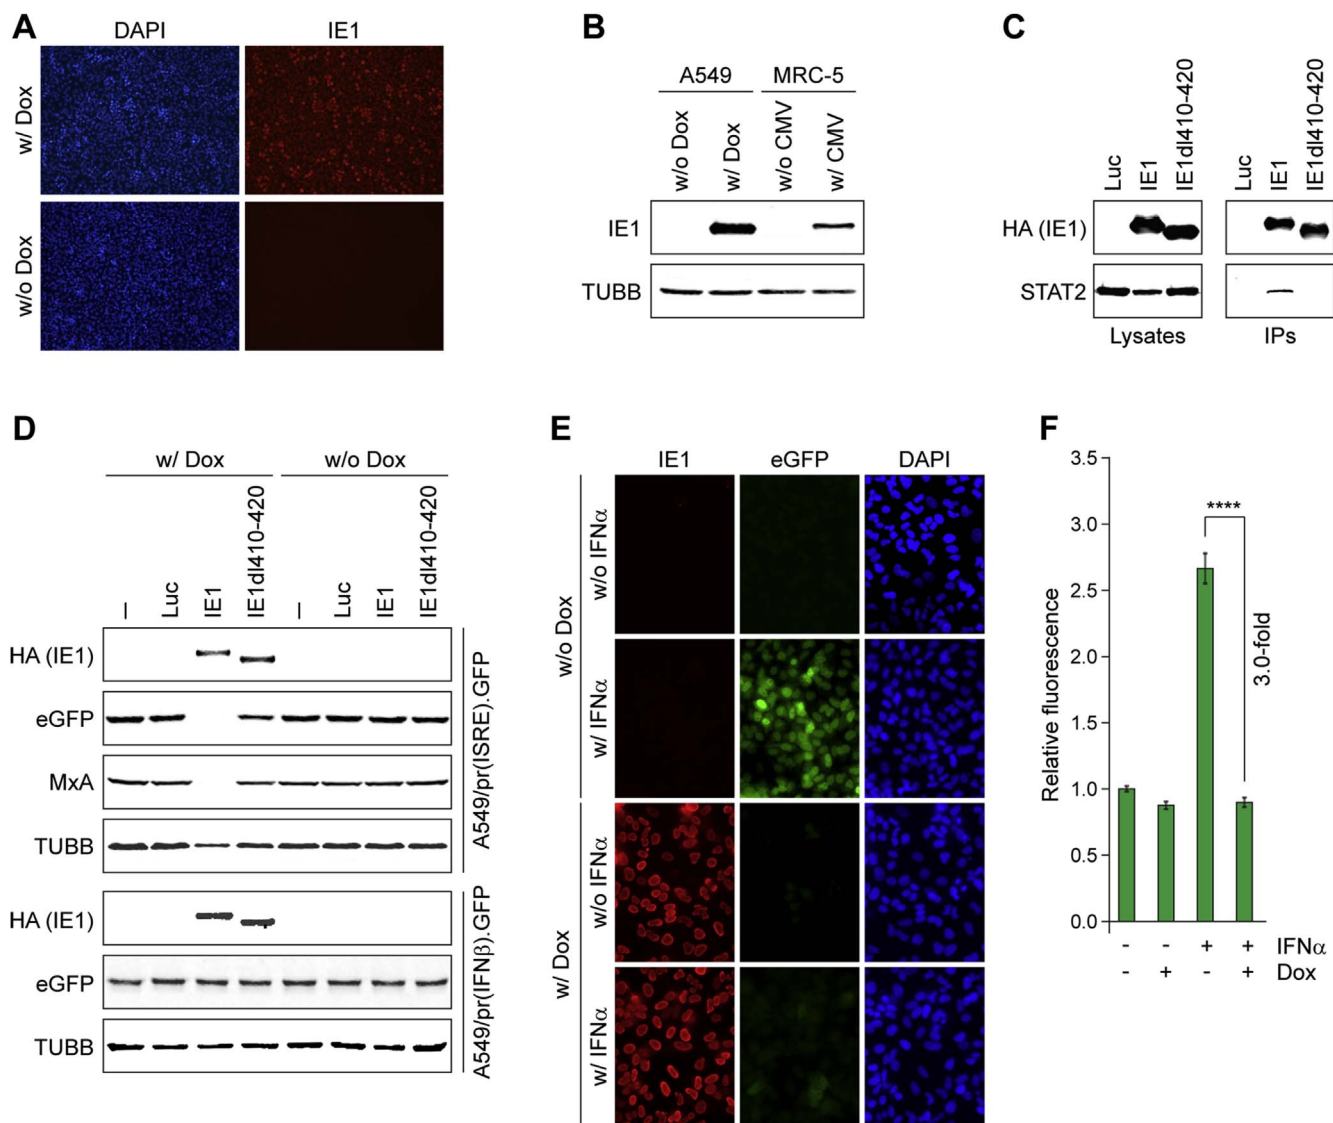 A
DAPI
IE1
w/ Dox
w/o Dox
B
A549
MRC-5
w/o Dox
w/ Dox
w/o CMV
w/ CMV
IE1
TUBB
C
Luc
IE1
IE1dl410-420
Luc
IE1
IE1dl410-420
HA (IE1)
STAT2
Lysates
IPs
D
w/ Dox
w/o Dox
–
Luc
IE1
IE1dl410-420
–
Luc
IE1
IE1dl410-420
HA (IE1)
eGFP
MxA
TUBB
A549/pr(ISRE).GFP
HA (IE1)
eGFP
TUBB
A549/pr(IFNβ).GFP
E
IE1
eGFP
DAPI
w/o Dox
w/o IFNα
w/ IFNα
w/ Dox
w/o IFNα
w/ IFNα
F
3.5
3.0
2.5
2.0
1.5
1.0
0.5
0.0
Relative fluorescence
****
3.0-fold
- - + + IFNα
- + - + Dox